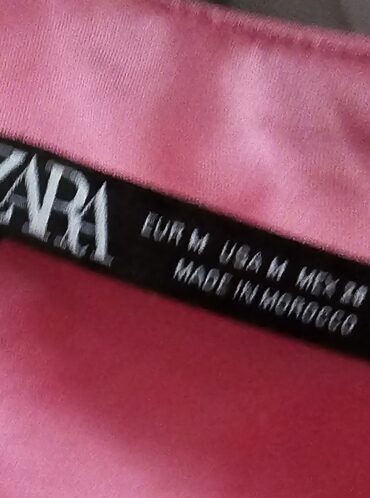 ZARA
EUR M USA M MEX 28
MADE IN MOROCCO